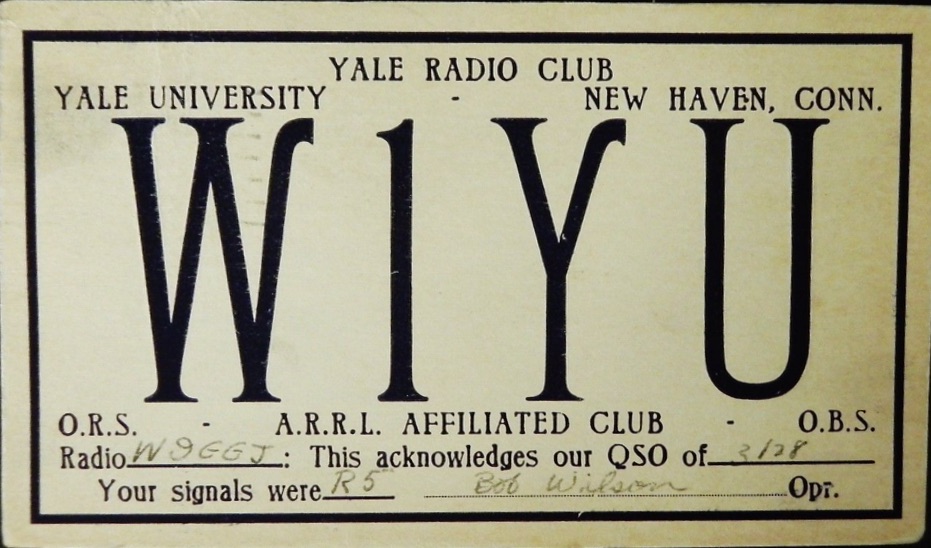 YALE RADIO CLUB
YALE UNIVERSITY - NEW HAVEN, CONN.
W1YU
O.R.S. - A.R.R.L. AFFILIATED CLUB - O.B.S.
Radio W9GGJ: This acknowledges our QSO of 3/28
Your signals were R5 Bob Wilson Opr.